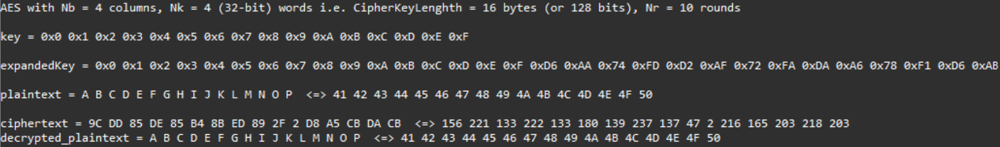 AES with Nb = 4 columns, Nk = 4 (32-bit) words i.e. CipherKeyLenghth = 16 bytes (or 128 bits), Nr = 10 rounds
key = 0x0 0x1 0x2 0x3 0x4 0x5 0x6 0x7 0x8 0x9 0xA 0xB 0xC 0xD 0xE 0xF
expandedKey = 0x0 0x1 0x2 0x3 0x4 0x5 0x6 0x7 0x8 0x9 0xA 0xB 0xC 0xD 0xE 0xF 0xD6 0xAA 0x74 0xFD 0xD2 0xAF 0x72 0xFA 0xDA 0xA6 0x78 0xF1 0xD6 0xAB
plaintext = A B C D E F G H I J K L M N O P <=> 41 42 43 44 45 46 47 48 49 4A 4B 4C 4D 4E 4F 50
ciphertext = 9C DD 85 DE 85 B4 8B ED 89 2F 2 D8 A5 CB DA CB <=> 156 221 133 222 133 180 139 237 137 47 2 216 165 203 218 203
decrypted_plaintext = A B C D E F G H I J K L M N O P <=> 41 42 43 44 45 46 47 48 49 4A 4B 4C 4D 4E 4F 50